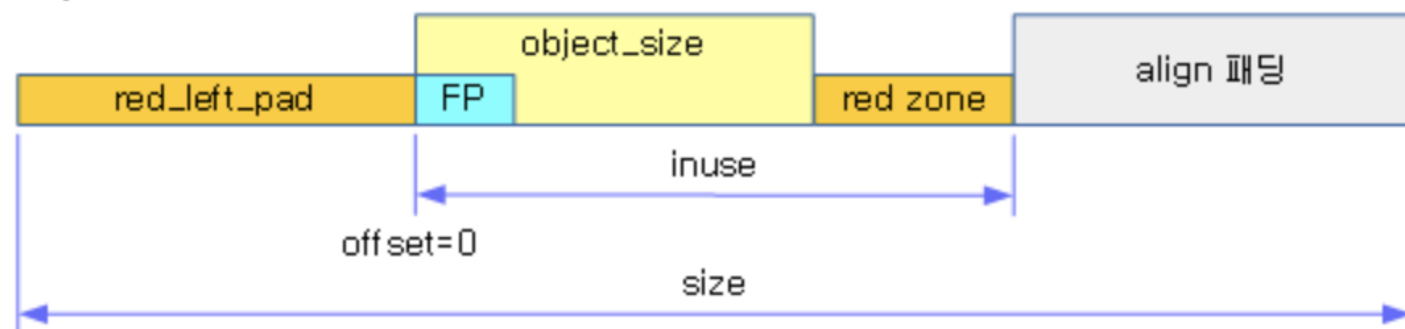 object_size
align 패딩
red_left_pad
FP
red zone
inuse
offset=0
size